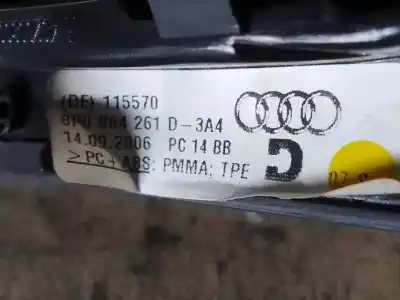 (DE) 115570
8P0 864 261 D-3A4
14.09.2006 PC 14 BB
>PC+ABS; PMMA; TPE